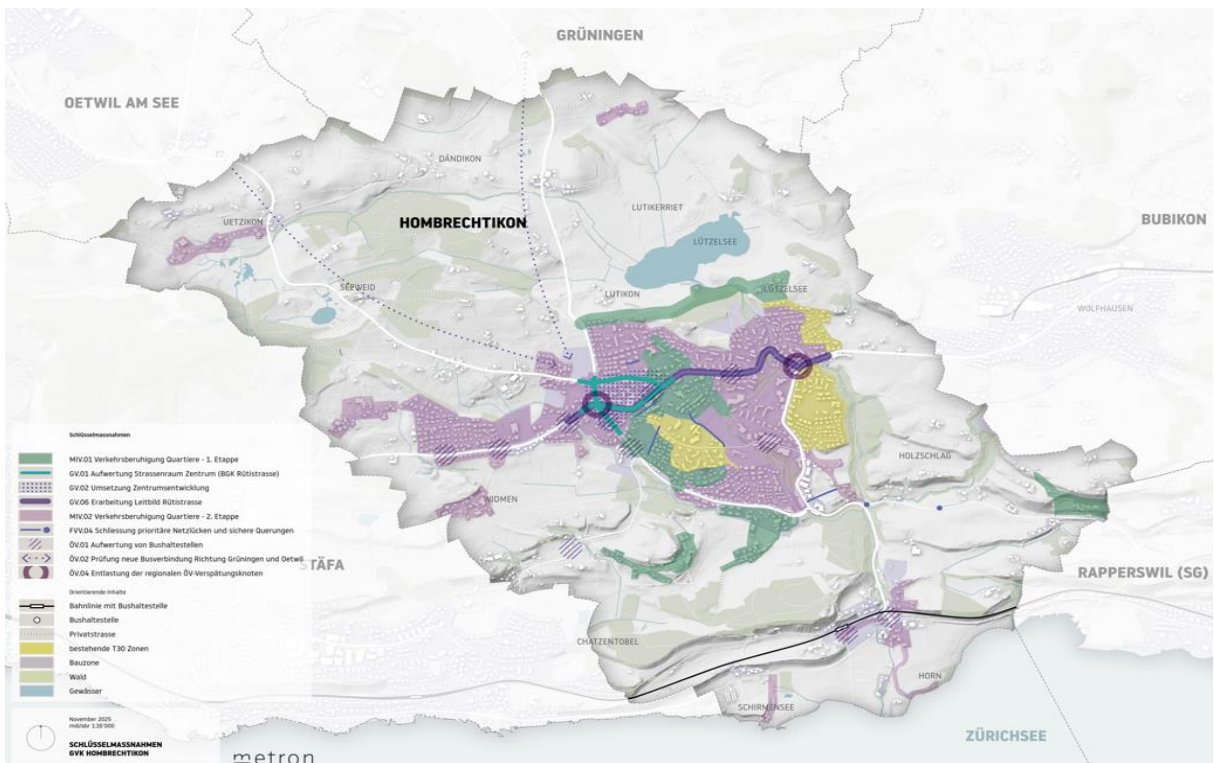 GRÜNINGEN
OETWIL AM SEE
DÄNDIKON
LUTIKERRIET
UETZIKON
HOMBRECHTIKON
BUBIKON
LÜTZELSEE
SEEWEID
LUTIKON
LÜTZELSEE
WOLFHAUSEN
HOLZSCHLAG
WIDMEN
STÄFA
RAPPERSWIL (SG)
CHATZENTOBEL
HORN
SCHIRMENSEE
ZÜRICHSEE
Schlüsselmassnahmen
MIV.01 Verkehrsberuhigung Quartiere - 1. Etappe
GV.01 Aufwertung Strassenraum Zentrum (BGK Rütistrasse)
GV.02 Umsetzung Zentrumsentwicklung
GV.06 Erarbeitung Leitbild Rütistrasse
MIV.02 Verkehrsberuhigung Quartiere - 2. Etappe
FVV.04 Schliessung prioritäre Netzlücken und sichere Querungen
ÖV.01 Aufwertung von Bushaltestellen
ÖV.02 Prüfung neue Busverbindung Richtung Grüningen und Oetwil
ÖV.04 Entlastung der regionalen ÖV-Verspätungsknoten
Orientierende Inhalte
Bahnlinie mit Bushaltestelle
Bushaltestelle
Privatstrasse
bestehende T30 Zonen
Bauzone
Wald
Gewässer
November 2025
SCHLÜSSELMASSNAHMEN
GVK HOMBRECHTIKON
metron